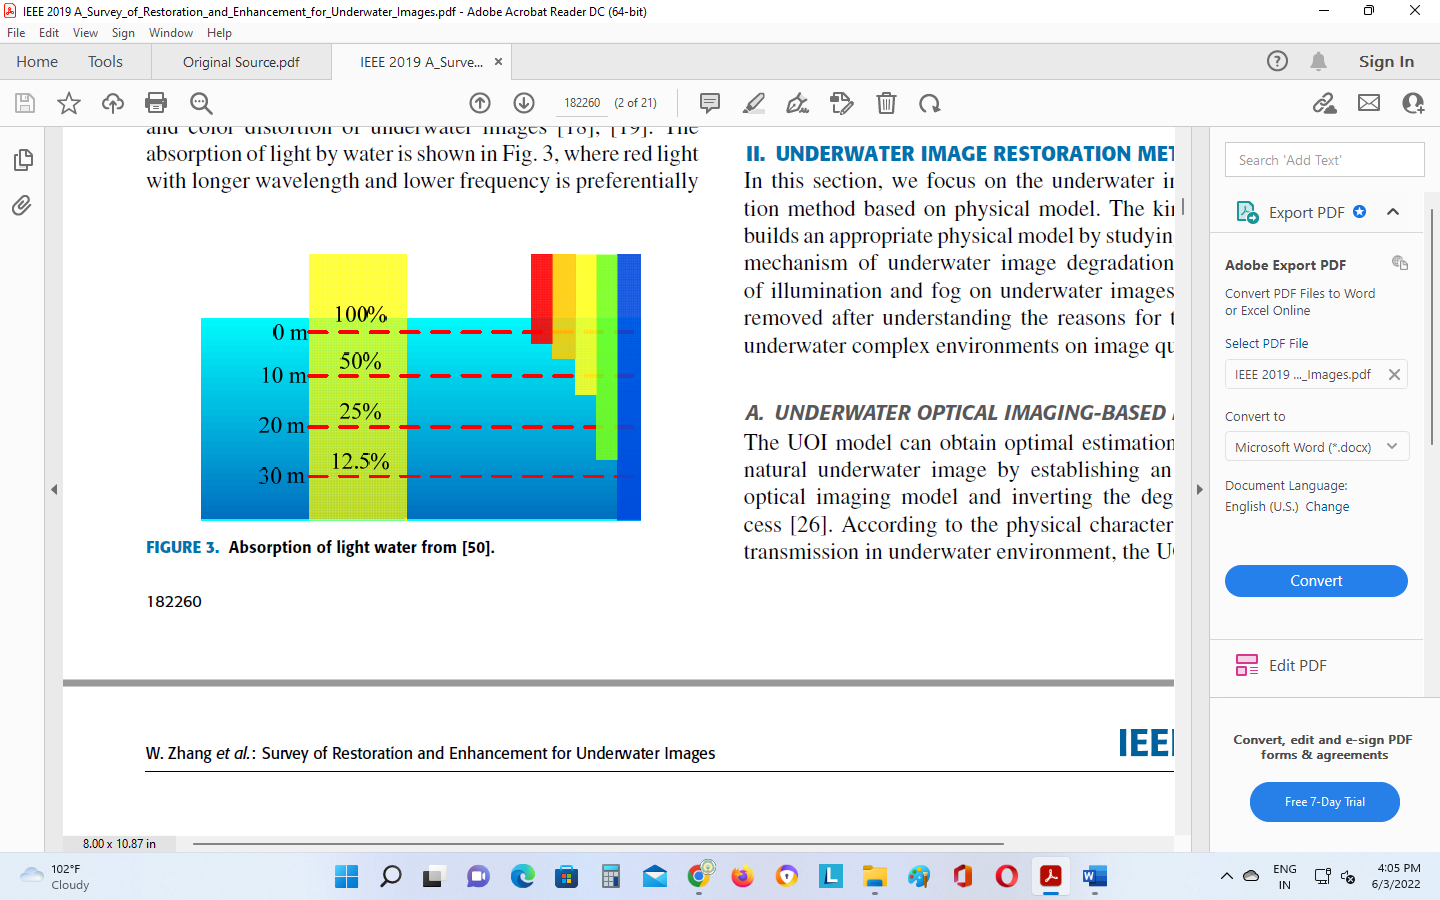 IEEE 2019 A_Survey_of_Restoration_and_Enhancement_for_Underwater_Images.pdf - Adobe Acrobat Reader DC (64-bit)
File Edit View Sign Window Help
Home Tools Original Source.pdf IEEE 2019 A_Surve... × Sign In
182260 (2 of 21)
and color distortion of underwater images [18], [19]. The
absorption of light by water is shown in Fig. 3, where red light
with longer wavelength and lower frequency is preferentially
100%
0 m
50%
10 m
25%
20 m
12.5%
30 m
FIGURE 3. Absorption of light water from [50].
182260
II. UNDERWATER IMAGE RESTORATION MET
In this section, we focus on the underwater
tion method based on physical model. The
builds an appropriate physical model by
mechanism of underwater image degradation
of illumination and fog on underwater images
removed after understanding the reasons for
underwater complex environments on image
A. UNDERWATER OPTICAL IMAGING-BASED
The UOI model can obtain optimal estimation
natural underwater image by establishing an
optical imaging model and inverting the deg
cess [26]. According to the physical character
transmission in underwater environment, the
W. Zhang et al.: Survey of Restoration and Enhancement for Underwater Images
IEE
8.00 x 10.87 in
Search 'Add Text'
Export PDF
Adobe Export PDF
Convert PDF Files to Word
or Excel Online
Select PDF File
IEEE 2019 ..._Images.pdf
Convert to
Microsoft Word (*.docx)
Document Language:
English (U.S.) Change
Convert
Edit PDF
Convert, edit and e-sign PDF
forms & agreements
Free 7-Day Trial
102°F
Cloudy
ENG
IN
4:05 PM
6/3/2022